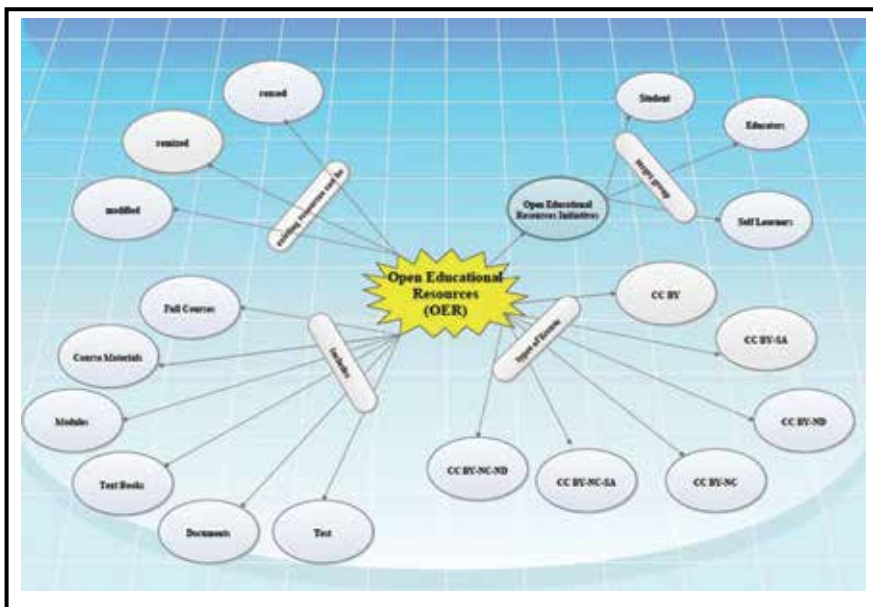 reused
remixed
modified
existing resources can be
Student
Educators
Self Learners
target group
Open Educational
Resources Initiatives
Open Educational
Resources
(OER)
Full Courses
Course Materials
Modules
Text Books
Documents
Test
includes
types of license
CC BY
CC BY-SA
CC BY-ND
CC BY-NC
CC BY-NC-SA
CC BY-NC-ND